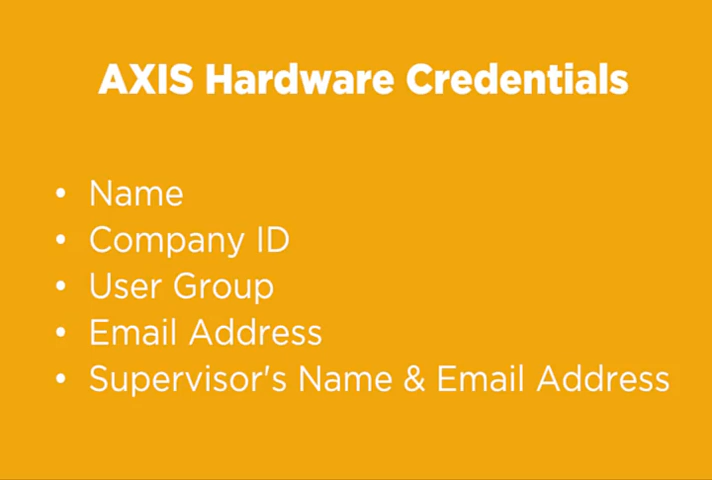 AXIS Hardware Credentials
• Name
• Company ID
• User Group
• Email Address
• Supervisor's Name & Email Address